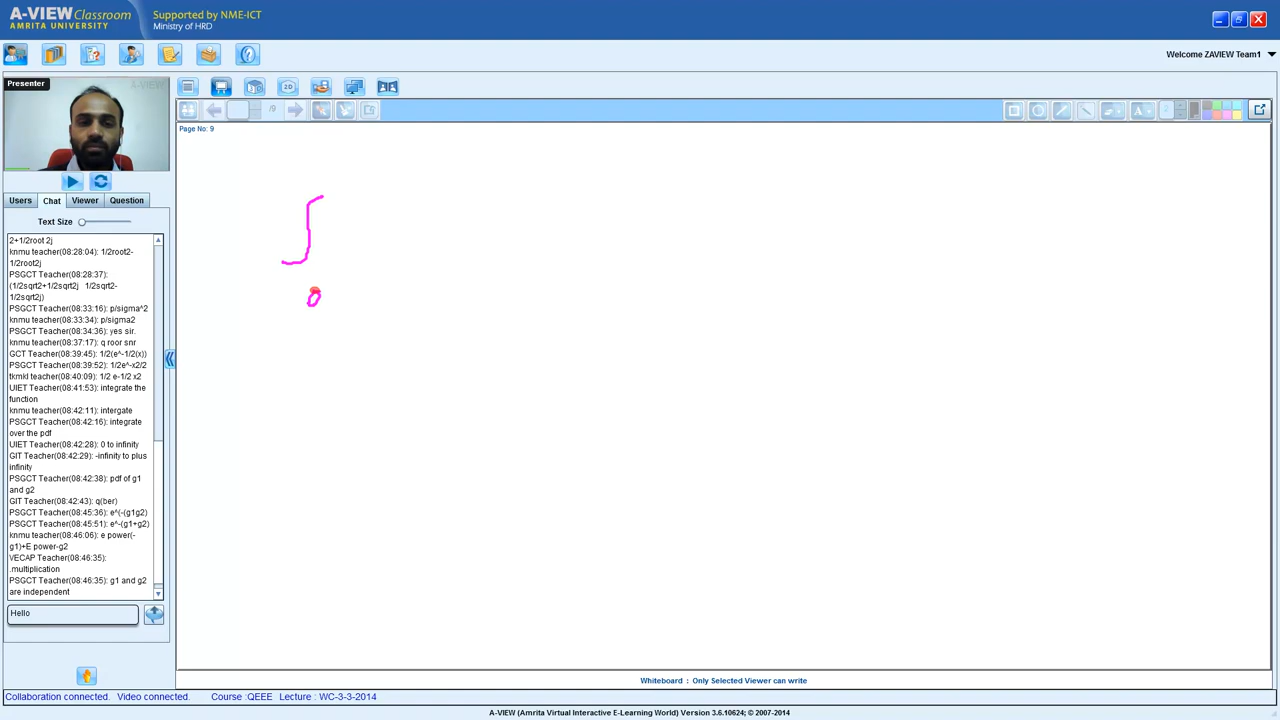 A-VIEW Classroom
AMRITA UNIVERSITY
Supported by NME-ICT
Ministry of HRD
Welcome ZAVIEW Team1
Presenter
A-VIEW
/9
A
2
2D
Page No: 9
∫
0
Users Chat Viewer Question
Text Size
2+1/2root 2j
knmu teacher(08:28:04): 1/2root2-
1/2root2j
PSGCT Teacher(08:28:37):
(1/2sqrt2+1/2sqrt2j 1/2sqrt2-
1/2sqrt2j)
PSGCT Teacher(08:33:16): p/sigma^2
knmu teacher(08:33:34): p/sigma2
PSGCT Teacher(08:34:36): yes sir.
knmu teacher(08:37:17): q roor snr
GCT Teacher(08:39:45): 1/2(e^-1/2(x))
PSGCT Teacher(08:39:52): 1/2e^-x2/2
tkmkl teacher(08:40:09): 1/2 e-1/2 x2
UIET Teacher(08:41:53): integrate the
function
knmu teacher(08:42:11): intergate
PSGCT Teacher(08:42:16): integrate
over the pdf
UIET Teacher(08:42:28): 0 to infinity
GIT Teacher(08:42:29): -infinity to plus
infinity
PSGCT Teacher(08:42:38): pdf of g1
and g2
GIT Teacher(08:42:43): q(ber)
PSGCT Teacher(08:45:36): e^(-(g1g2)
PSGCT Teacher(08:45:51): e^-(g1+g2)
knmu teacher(08:46:06): e power(-
g1)+E power-g2
VECAP Teacher(08:46:35):
.multiplication
PSGCT Teacher(08:46:35): g1 and g2
are independent
Hello
Whiteboard : Only Selected Viewer can write
Collaboration connected. Video connected. Course :QEEE Lecture : WC-3-3-2014
A-VIEW (Amrita Virtual Interactive E-Learning World) Version 3.6.10624; © 2007-2014